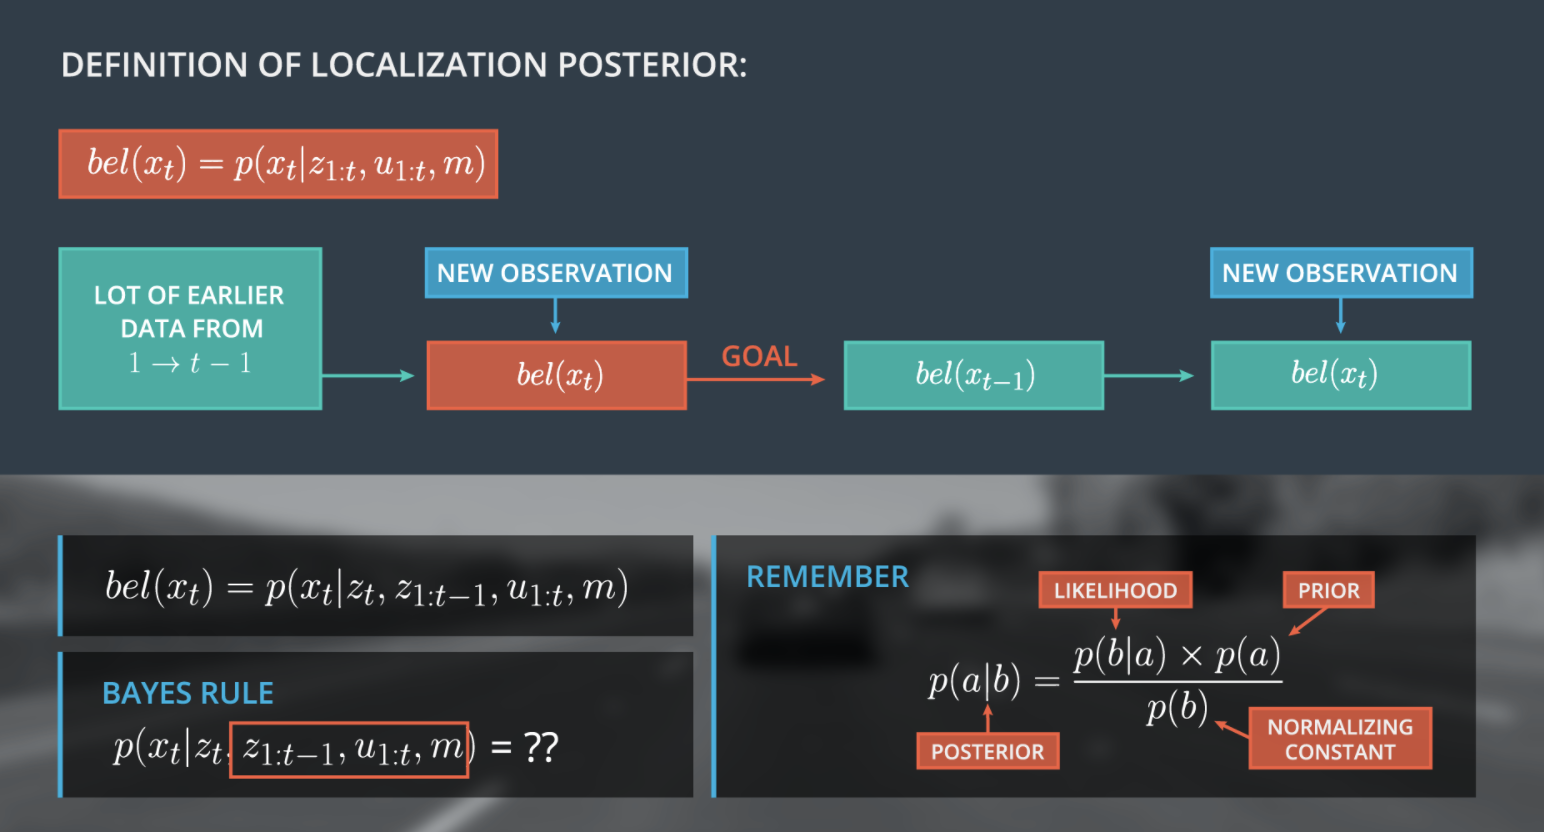 DEFINITION OF LOCALIZATION POSTERIOR:
bel(x_t) = p(x_t|z_{1:t}, u_{1:t}, m)
LOT OF EARLIER
DATA FROM
1 → t − 1
NEW OBSERVATION
bel(x_t)
GOAL
bel(x_{t−1})
NEW OBSERVATION
bel(x_t)
bel(x_t) = p(x_t|z_t, z_{1:t−1}, u_{1:t}, m)
BAYES RULE
p(x_t|z_t, z_{1:t−1}, u_{1:t}, m) = ??
REMEMBER
LIKELIHOOD
PRIOR
p(a|b) = \frac{p(b|a) × p(a)}{p(b)}
POSTERIOR
NORMALIZING
CONSTANT